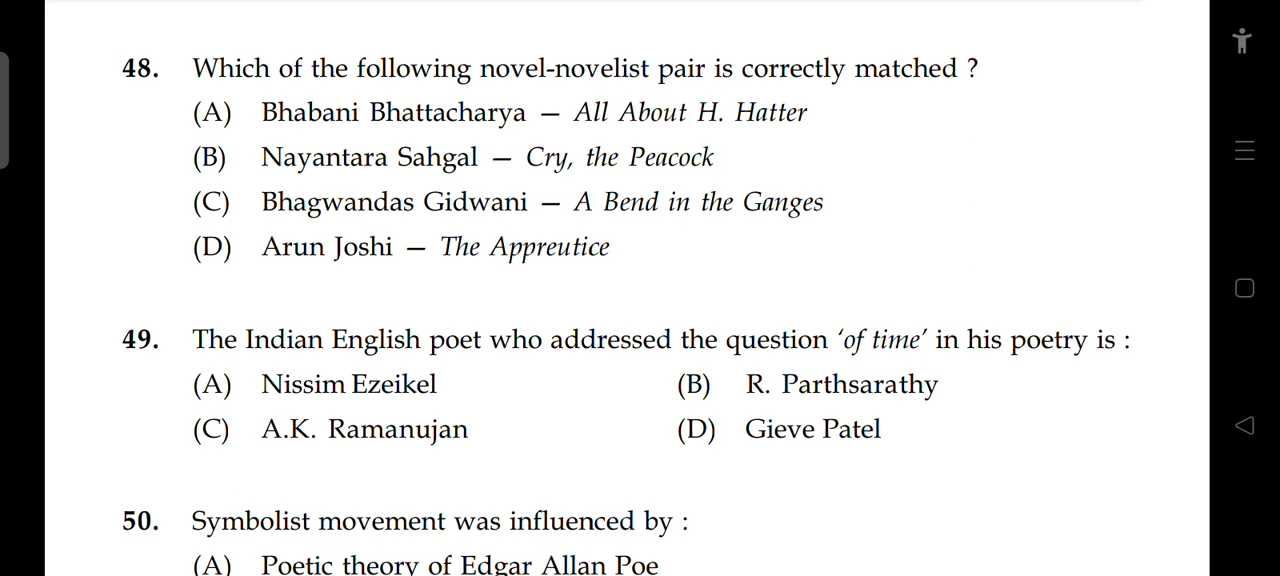 48. Which of the following novel-novelist pair is correctly matched ?
(A) Bhabani Bhattacharya – All About H. Hatter
(B) Nayantara Sahgal – Cry, the Peacock
(C) Bhagwandas Gidwani – A Bend in the Ganges
(D) Arun Joshi – The Appreutice
49. The Indian English poet who addressed the question ‘of time’ in his poetry is :
(A) Nissim Ezeikel (B) R. Parthsarathy
(C) A.K. Ramanujan (D) Gieve Patel
50. Symbolist movement was influenced by :
(A) Poetic theory of Edgar Allan Poe